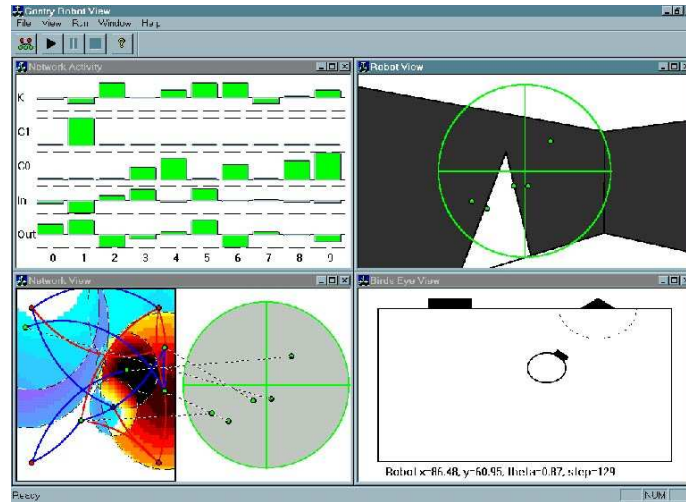 Gantry Robot View
File View Run Window Help
Network Activity
Robot View
K
C1
C0
In
Out
0 1 2 3 4 5 6 7 8 9
Network View
Birds Eye View
Robot x=86.48, y=60.95, theta=0.87, step=129
Ready
NUM